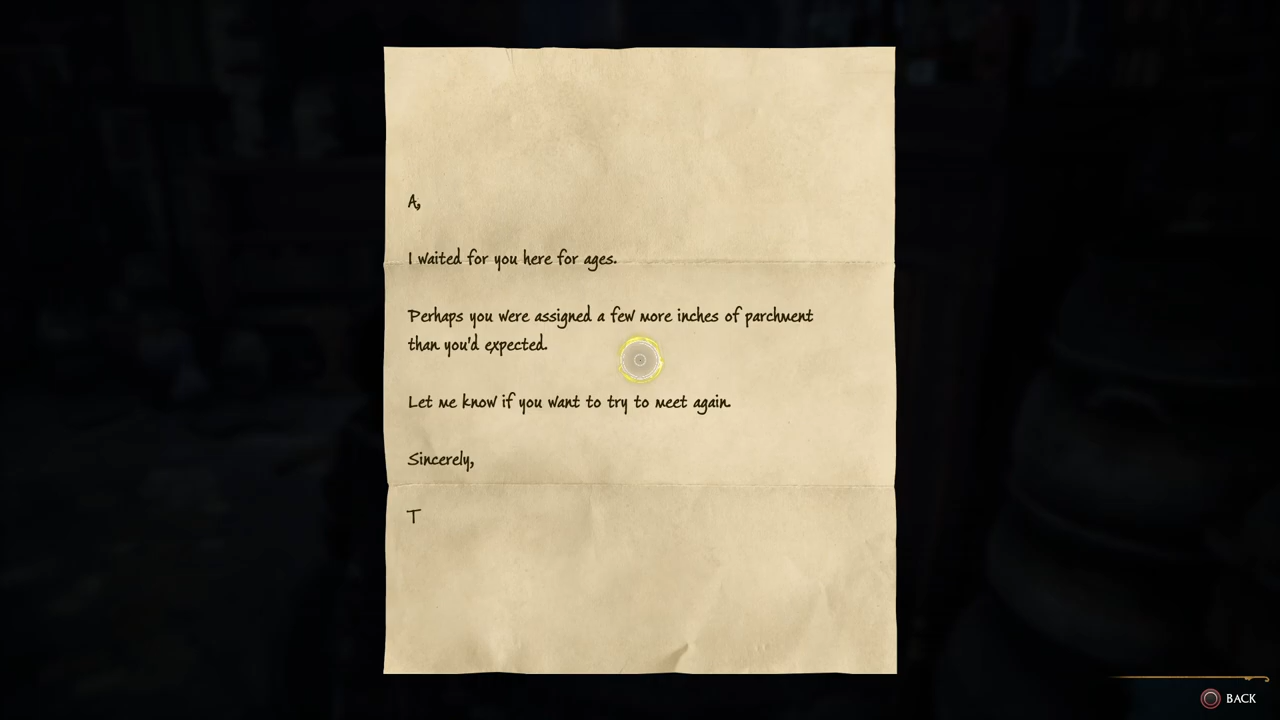 A,
I waited for you here for ages.
Perhaps you were assigned a few more inches of parchment
than you'd expected.
Let me know if you want to try to meet again.
Sincerely,
T
BACK